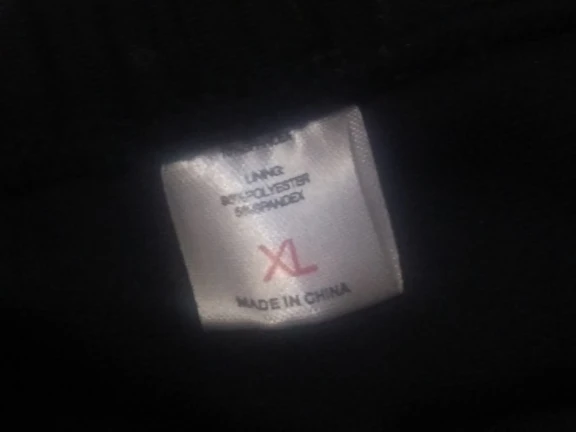 LINING:
POLYESTER
SPANDEX
XL
MADE IN CHINA